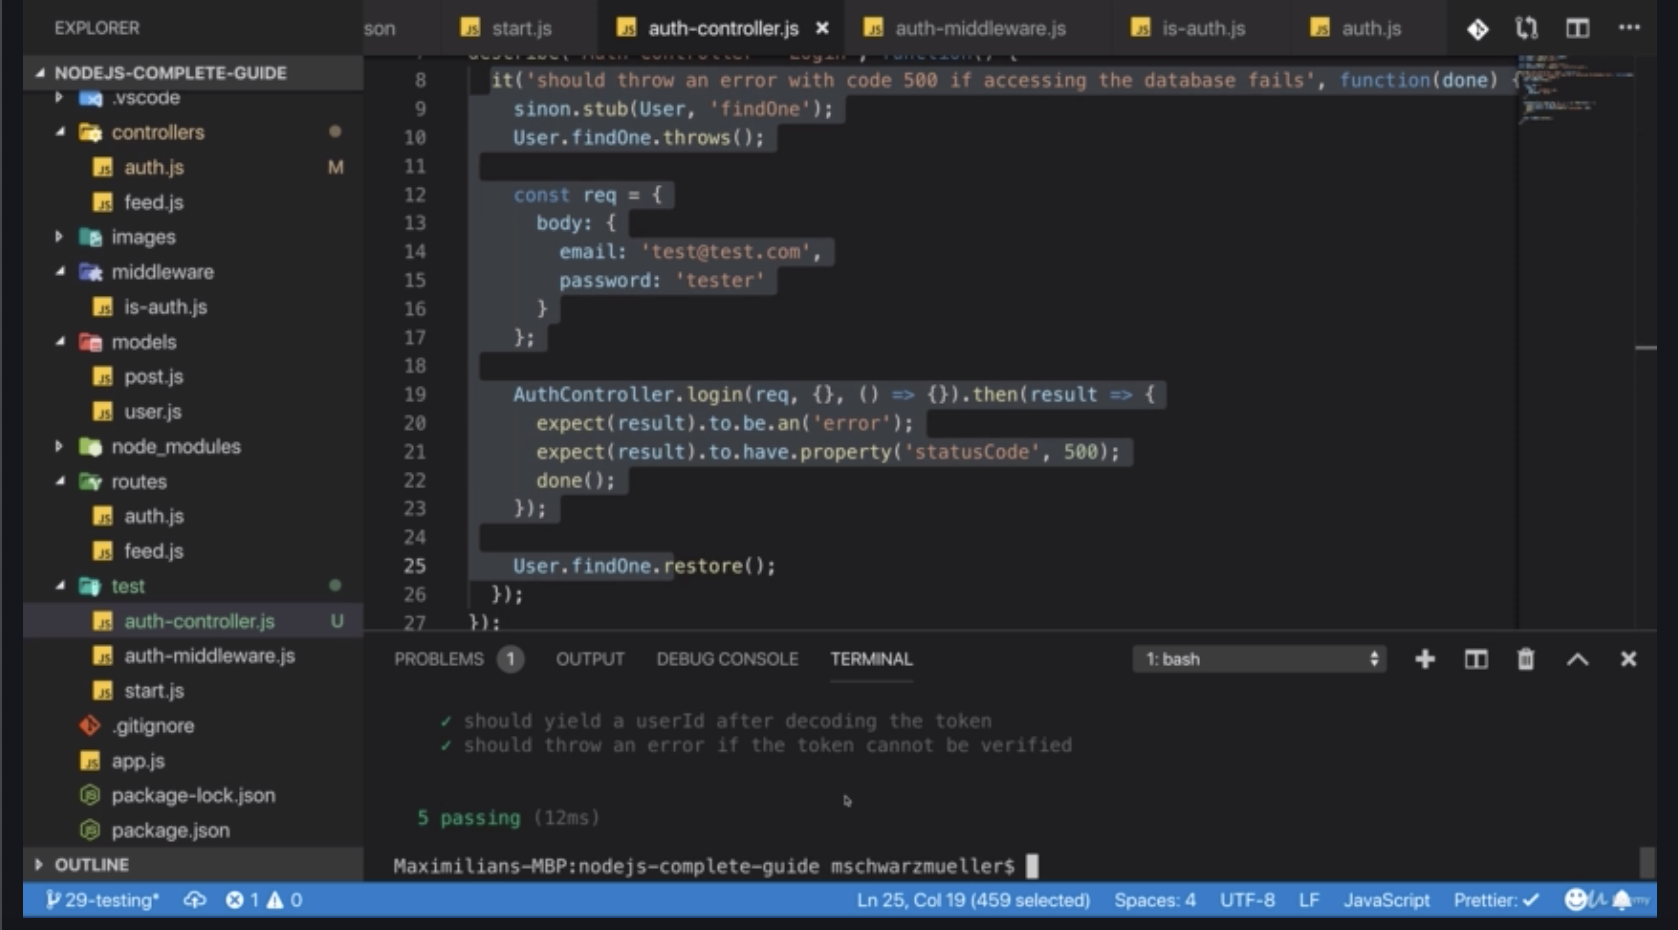 EXPLORER
son
start.js
auth-controller.js
auth-middleware.js
is-auth.js
auth.js
NODEJS-COMPLETE-GUIDE
.vscode
controllers
auth.js M
feed.js
images
middleware
is-auth.js
models
post.js
user.js
node_modules
routes
auth.js
feed.js
test
auth-controller.js U
auth-middleware.js
start.js
.gitignore
app.js
package-lock.json
package.json
OUTLINE
8 it('should throw an error with code 500 if accessing the database fails', function(done) {
9 sinon.stub(User, 'findOne');
10 User.findOne.throws();
11
12 const req = {
13 body: {
14 email: 'test@test.com',
15 password: 'tester'
16 }
17 };
18
19 AuthController.login(req, {}, () => {}).then(result => {
20 expect(result).to.be.an('error');
21 expect(result).to.have.property('statusCode', 500);
22 done();
23 });
24
25 User.findOne.restore();
26 });
27 });
PROBLEMS 1 OUTPUT DEBUG CONSOLE TERMINAL 1: bash
✓ should yield a userId after decoding the token
✓ should throw an error if the token cannot be verified
5 passing (12ms)
Maximilians-MBP:nodejs-complete-guide mschwarzmueller$
29-testing* 1 0 Ln 25, Col 19 (459 selected) Spaces: 4 UTF-8 LF JavaScript Prettier: ✓